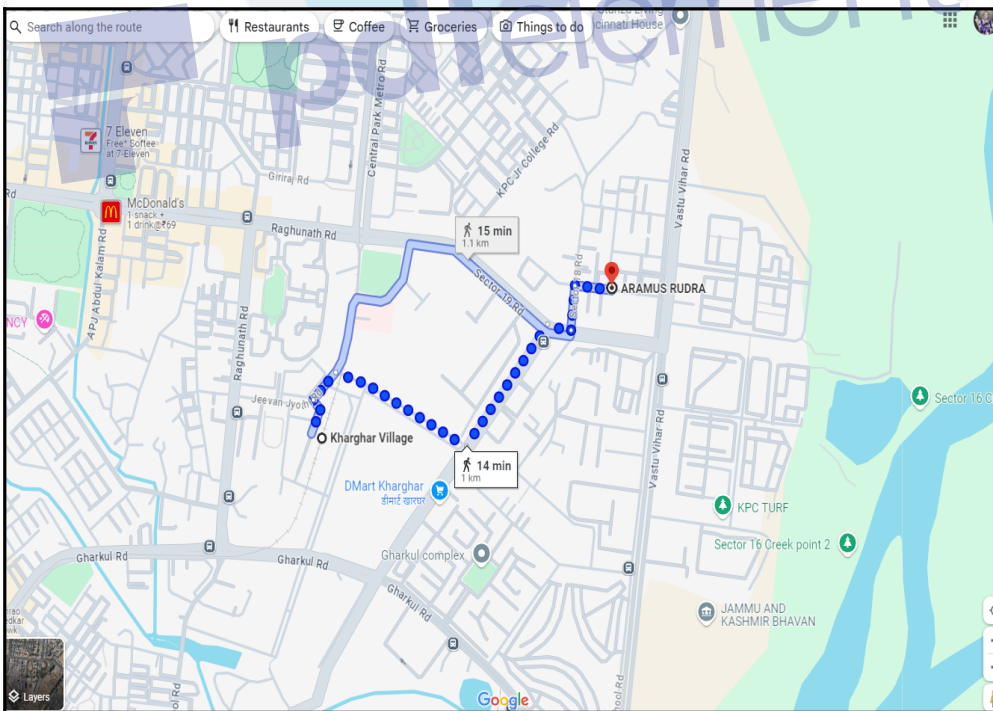 parelement
Search along the route
Restaurants
Coffee
Groceries
Things to do
cincinnati House
7 Eleven
Free* Softee
at 7-Eleven
Giriraj Rd
Central Park Metro Rd
KPC Jr College Rd
Vastu Vihar Rd
Rd
McDonald's
1 snack +
1 drink@₹69
Raghunath Rd
15 min
1.1 km
Sector 19 Rd
ARAMUS RUDRA
NCY
APJ Abdul Kalam Rd
Raghunath Rd
Jeevan Jyoti
Kharghar Village
Sector 16 C
14 min
1 km
Vastu Vihar Rd
DMart Kharghar
डीमार्ट खारघर
KPC TURF
Sector 16 Creek point 2
Gharkul Rd
Gharkul Rd
Gharkul complex
Gharkul Rd
JAMMU AND
KASHMIR BHAVAN
Layers
Google